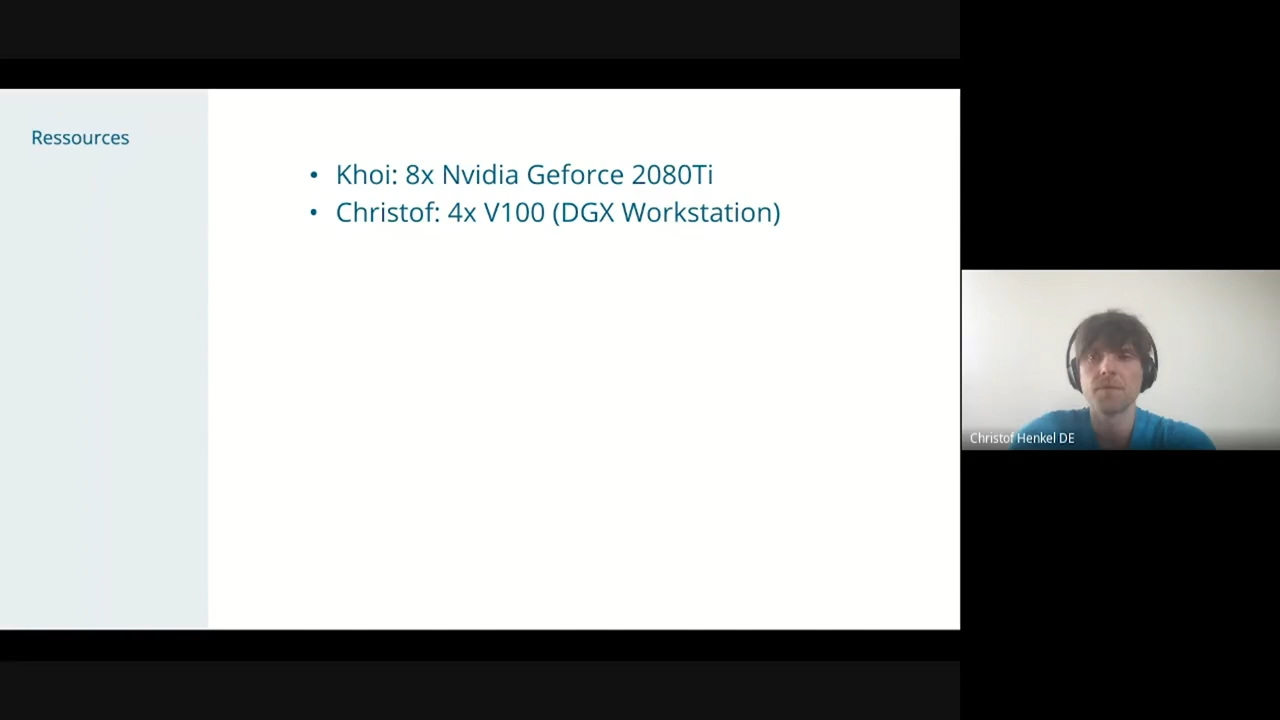 Ressources
• Khoi: 8x Nvidia Geforce 2080Ti
• Christof: 4x V100 (DGX Workstation)
Christof Henkel DE